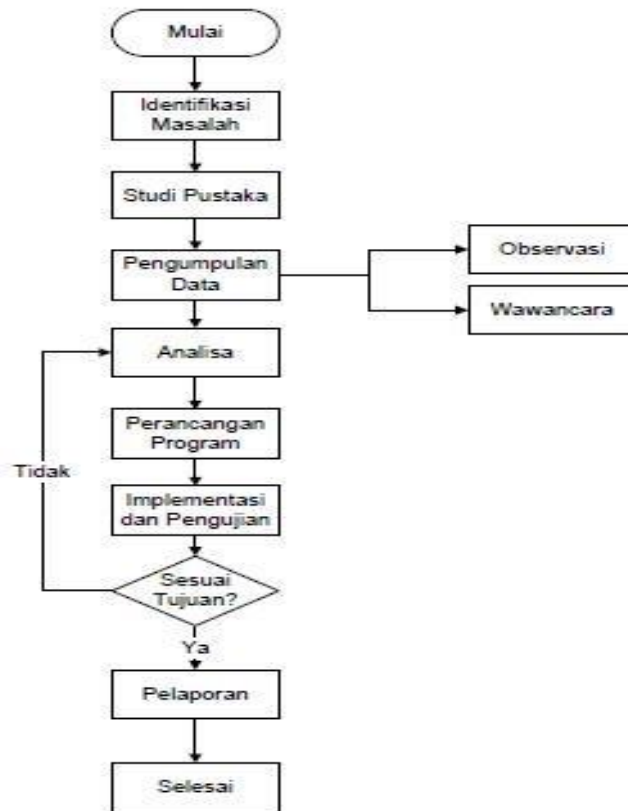 Mulai
Identifikasi
Masalah
Studi Pustaka
Pengumpulan
Data
Observasi
Wawancara
Analisa
Perancangan
Program
Tidak
Implementasi
dan Pengujian
Sesuai
Tujuan?
Ya
Pelaporan
Selesai